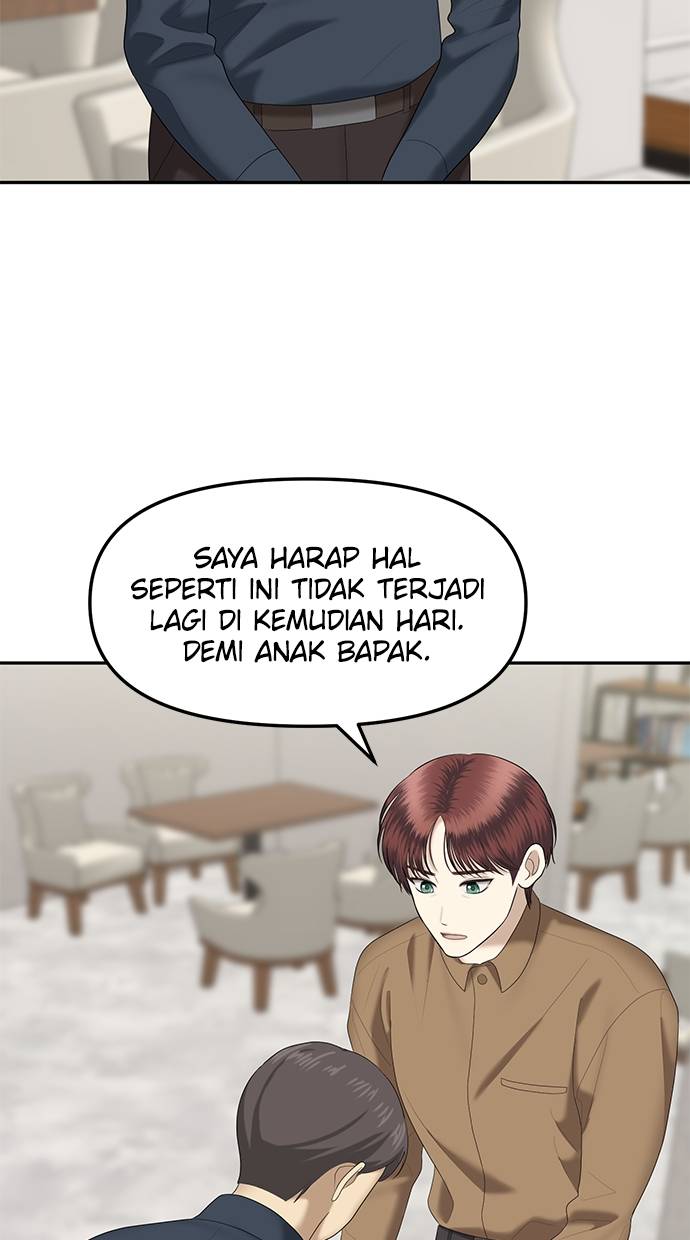 SAYA HARAP HAL
SEPERTI INI TIDAK TERJADI
LAGI DI KEMUDIAN HARI.
DEMI ANAK BAPAK.